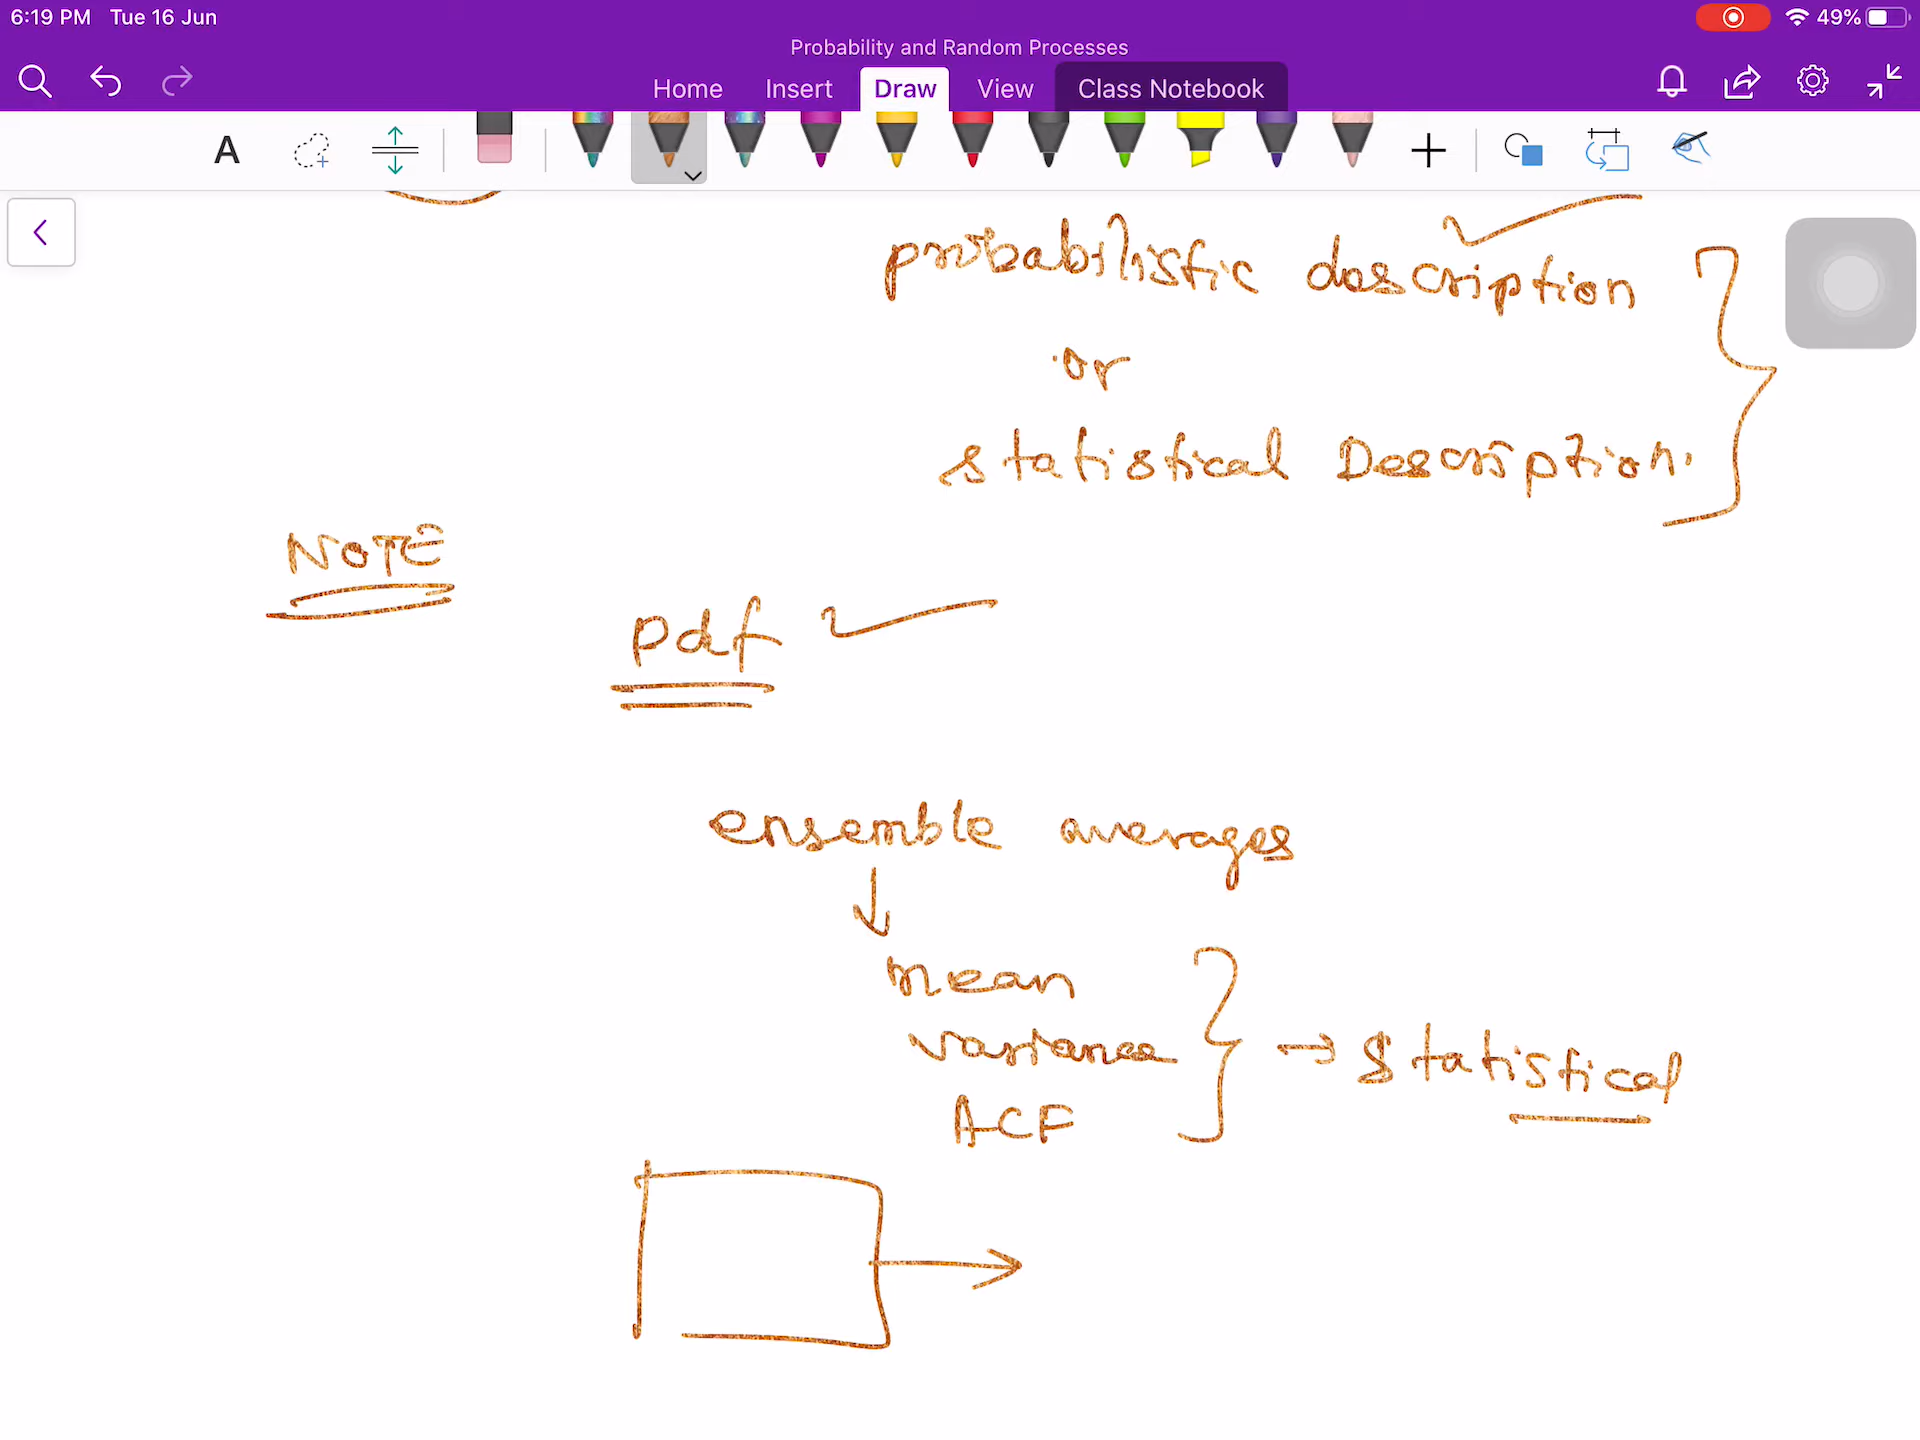 6:19 PM Tue 16 Jun
49%
Probability and Random Processes
Home Insert Draw View Class Notebook
A
probabilistic description
or
statistical Description.
NOTE
pdf
ensemble averages
mean
variance
ACF
statistical